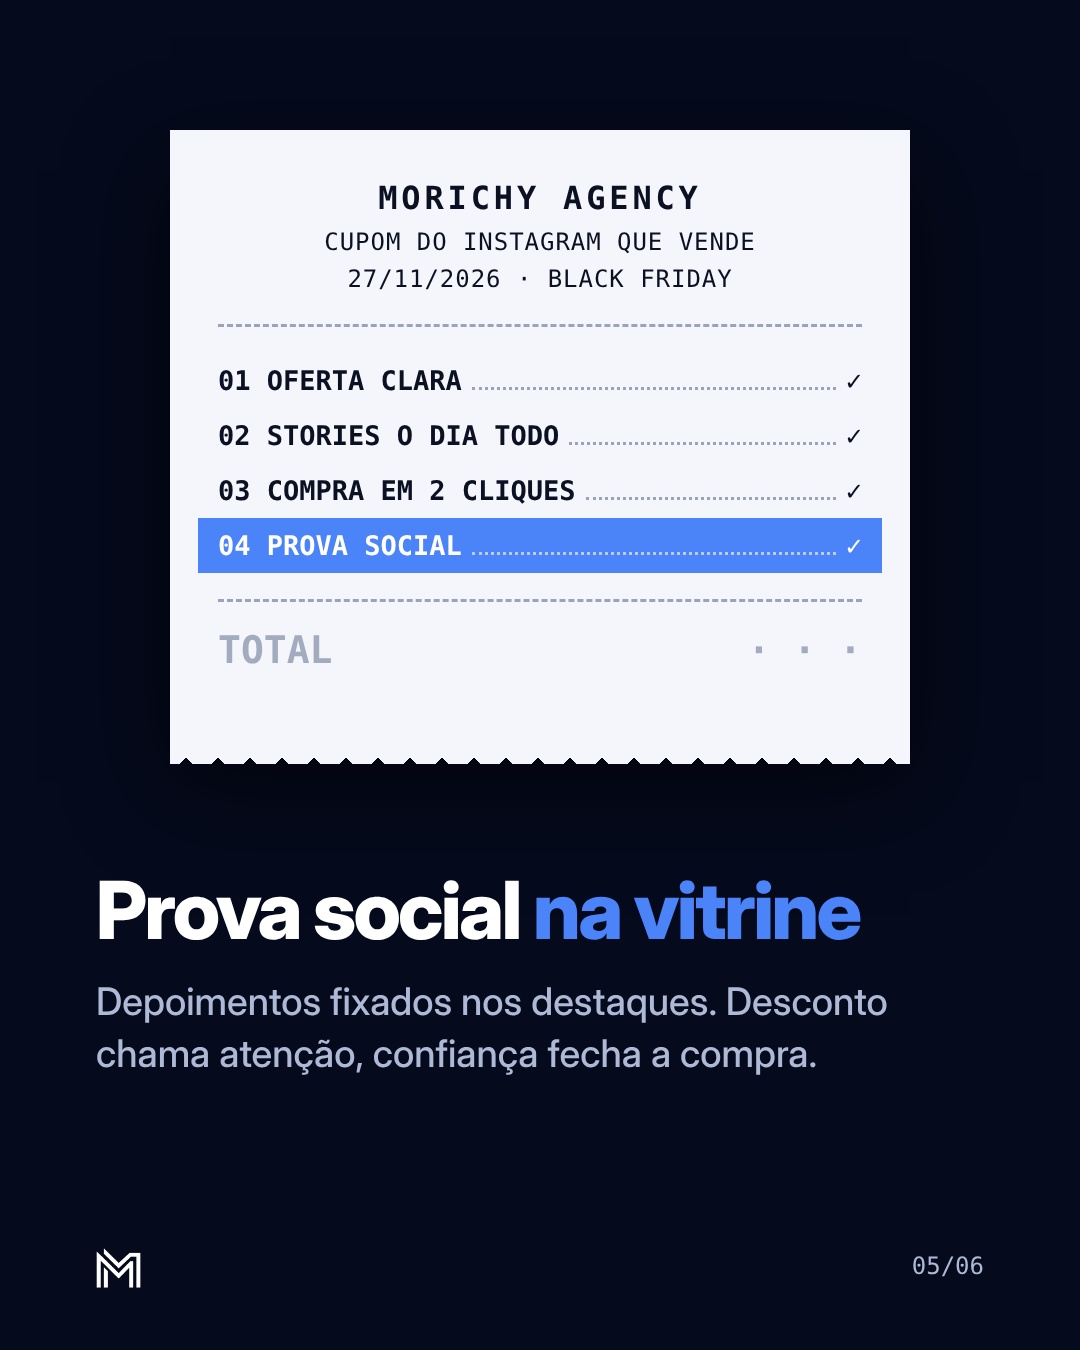 MORICHY AGENCY
CUPOM DO INSTAGRAM QUE VENDE
27/11/2026 · BLACK FRIDAY
01 OFERTA CLARA ✓
02 STORIES O DIA TODO ✓
03 COMPRA EM 2 CLIQUES ✓
04 PROVA SOCIAL ✓
TOTAL · · ·
Prova social na vitrine
Depoimentos fixados nos destaques. Desconto
chama atenção, confiança fecha a compra.
M
05/06